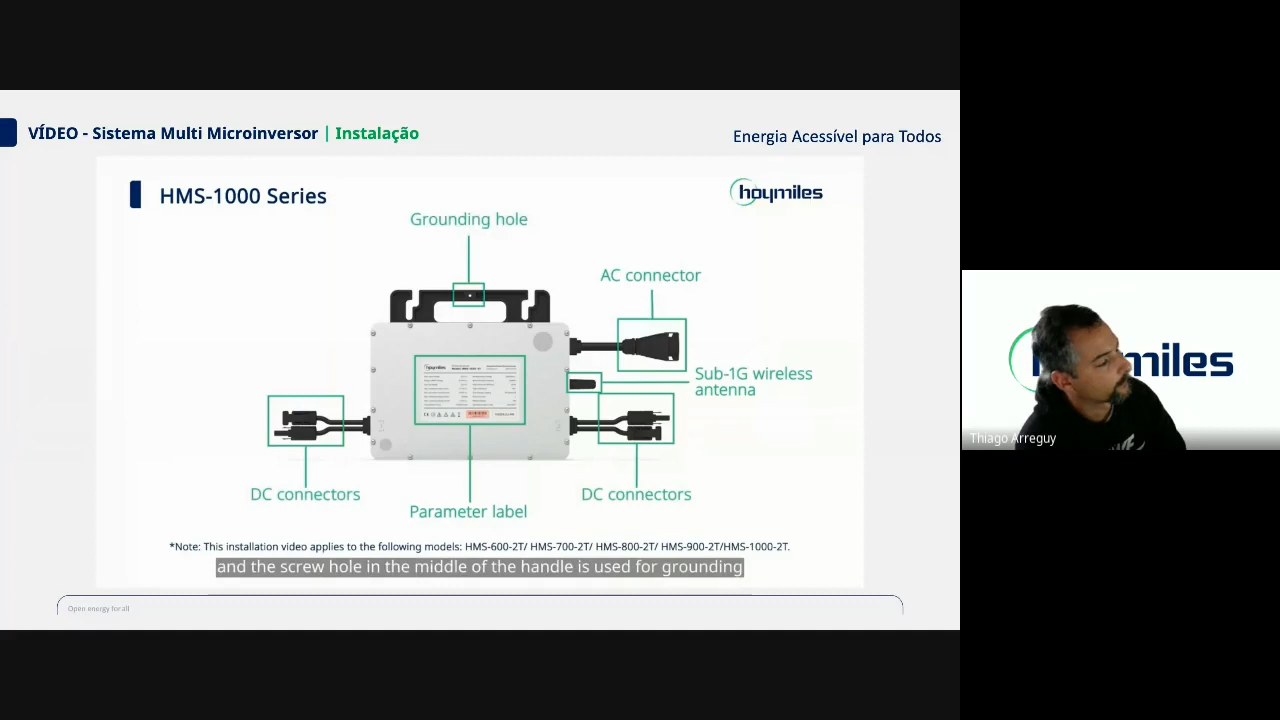 VÍDEO - Sistema Multi Microinversor | Instalação
Energia Acessível para Todos
HMS-1000 Series
hoymiles
Grounding hole
AC connector
Sub-1G wireless
antenna
DC connectors
DC connectors
Parameter label
*Note: This installation video applies to the following models: HMS-600-2T/ HMS-700-2T/ HMS-800-2T/ HMS-900-2T/HMS-1000-2T.
and the screw hole in the middle of the handle is used for grounding
Open energy for all
Thiago Arreguy